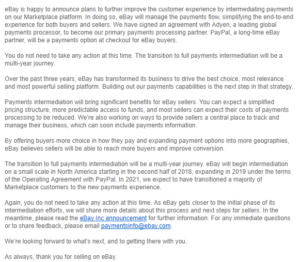 eBay is happy to announce plans to further improve the customer experience by intermediating payments
on our Marketplace platform. In doing so, eBay will manage the payments flow, simplifying the end-to-end
experience for both buyers and sellers. We have signed an agreement with Adyen, a leading global
payments processor, to become our primary payments processing partner. PayPal, a long-time eBay
partner, will be a payments option at checkout for eBay buyers.
You do not need to take any action at this time. The transition to full payments intermediation will be a
multi-year journey.
Over the past three years, eBay has transformed its business to drive the best choice, most relevance
and most powerful selling platform. Building out our payments capabilities is the next step in that strategy.
Payments intermediation will bring significant benefits for eBay sellers. You can expect a simplified
pricing structure, more predictable access to funds, and most sellers can expect their costs of payments
processing to be reduced. We're also working on ways to provide sellers a central place to track and
manage their business, which can soon include payments information.
By offering buyers more choice in how they pay and expanding payment options into more geographies,
eBay believes sellers will be able to reach more buyers and improve conversion.
The transition to full payments intermediation will be a multi-year journey. eBay will begin intermediation
on a small scale in North America starting in the second half of 2018, expanding in 2019 under the terms
of the Operating Agreement with PayPal. In 2021, we expect to have transitioned a majority of
Marketplace customers to the new payments experience.
Again, you do not need to take any action at this time. As eBay gets closer to the initial phase of its
intermediation efforts, we will share more details about this process and next steps for sellers. In the
meantime, please read the eBay Inc announcement for further information. For any immediate questions
or to share feedback, please email paymentsinfo@ebay.com.
We're looking forward to what's next, and to getting there with you.
As always, thank you for selling on eBay.